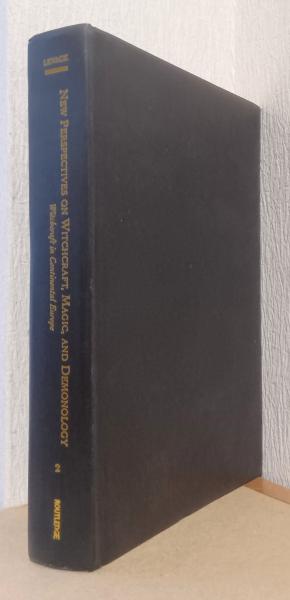 LEVACK
NEW PERSPECTIVES ON WITCHCRAFT, MAGIC, AND DEMONOLOGY
Witchcraft in Continental Europe
2
ROUTLEDGE